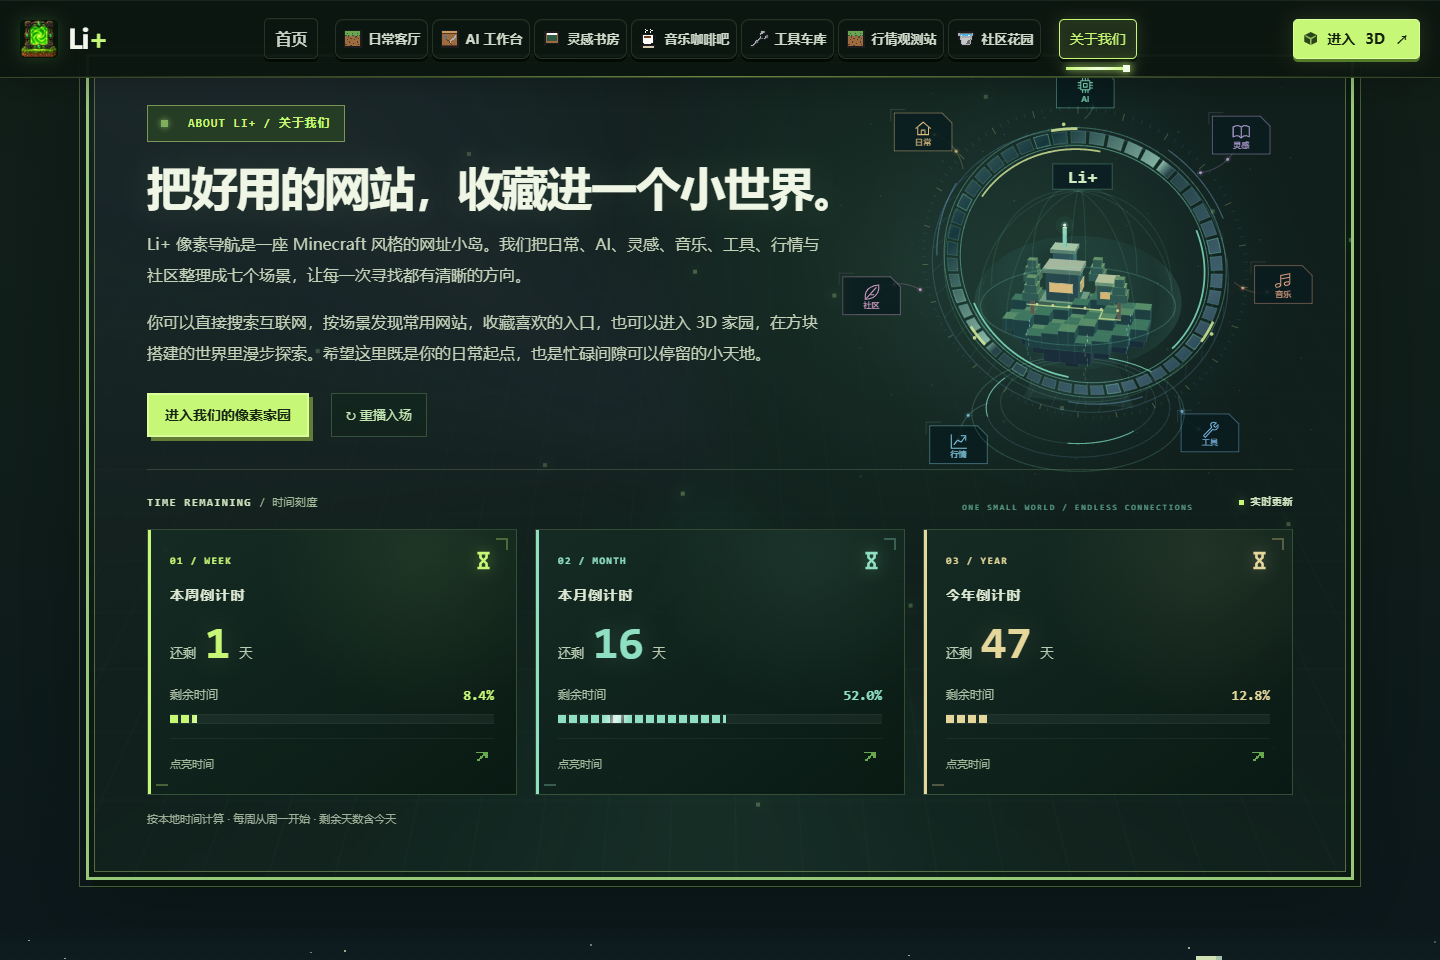 Li+
首页
日常客厅
AI 工作台
灵感书房
音乐咖啡吧
工具车库
行情观测站
社区花园
关于我们
进入 3D ↗
ABOUT LI+ / 关于我们
把好用的网站，收藏进一个小世界。
Li+ 像素导航是一座 Minecraft 风格的网址小岛。我们把日常、AI、灵感、音乐、工具、行情与
社区整理成七个场景，让每一次寻找都有清晰的方向。
你可以直接搜索互联网，按场景发现常用网站，收藏喜欢的入口，也可以进入 3D 家园，在方块
搭建的世界里漫步探索。希望这里既是你的日常起点，也是忙碌间隙可以停留的小天地。
进入我们的像素家园
↻ 重播入场
AI
日常
灵感
Li+
社区
音乐
行情
工具
TIME REMAINING / 时间刻度
ONE SMALL WORLD / ENDLESS CONNECTIONS
实时更新
01 / WEEK
本周倒计时
还剩 1 天
剩余时间 8.4%
点亮时间
02 / MONTH
本月倒计时
还剩 16 天
剩余时间 52.0%
点亮时间
03 / YEAR
今年倒计时
还剩 47 天
剩余时间 12.8%
点亮时间
按本地时间计算 · 每周从周一开始 · 剩余天数含今天